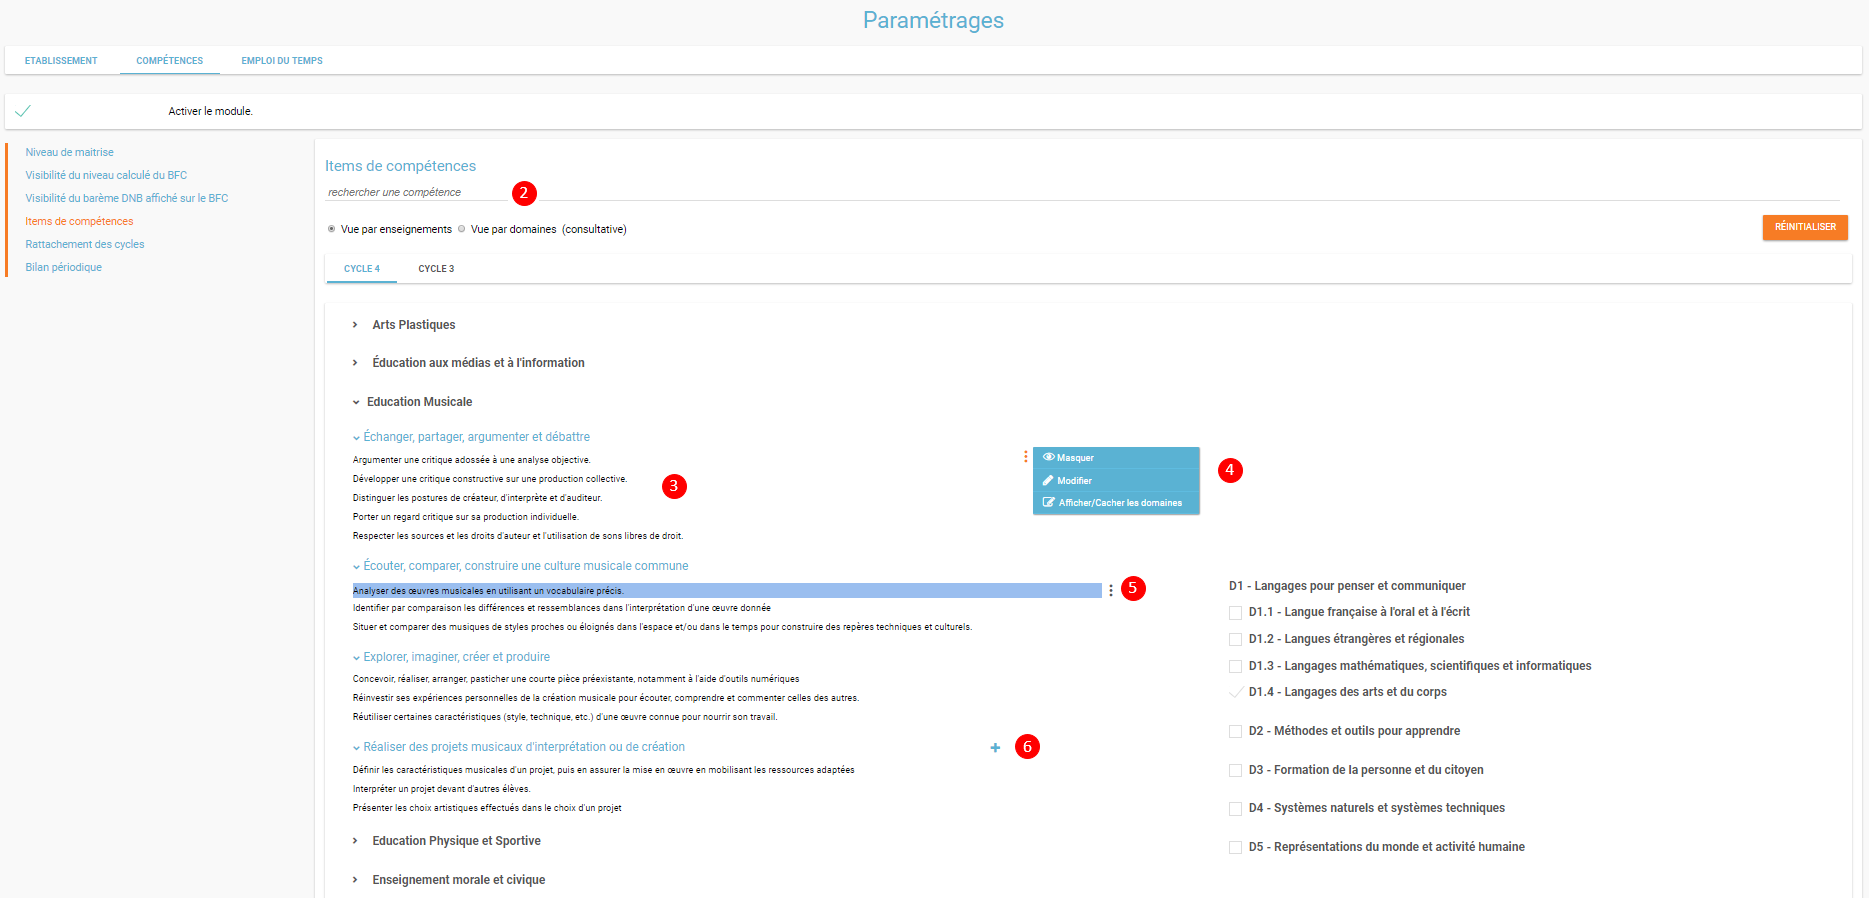 Paramétrages
ETABLISSEMENT COMPÉTENCES EMPLOI DU TEMPS
Activer le module.
Niveau de maitrise
Visibilité du niveau calculé du BFC
Visibilité du barème DNB affiché sur le BFC
Items de compétences
Rattachement des cycles
Bilan périodique
Items de compétences
rechercher une compétence 2
Vue par enseignements Vue par domaines (consultative)
RÉINITIALISER
CYCLE 4 CYCLE 3
Arts Plastiques
Éducation aux médias et à l'information
Education Musicale
Échanger, partager, argumenter et débattre
Argumenter une critique adossée à une analyse objective.
Développer une critique constructive sur une production collective.
Distinguer les postures de créateur, d'interprète et d'auditeur.
Porter un regard critique sur sa production individuelle.
Respecter les sources et les droits d'auteur et l'utilisation de sons libres de droit.
3
Masquer
Modifier
Afficher/Cacher les domaines
4
Écouter, comparer, construire une culture musicale commune
Analyser des œuvres musicales en utilisant un vocabulaire précis.
5
Identifier par comparaison les différences et ressemblances dans l'interprétation d'une œuvre donnée
Situer et comparer des musiques de styles proches ou éloignés dans l'espace et/ou dans le temps pour construire des repères techniques et culturels.
Explorer, imaginer, créer et produire
Concevoir, réaliser, arranger, pasticher une courte pièce préexistante, notamment à l'aide d'outils numériques
Réinvestir ses expériences personnelles de la création musicale pour écouter, comprendre et commenter celles des autres.
Réutiliser certaines caractéristiques (style, technique, etc.) d'une œuvre connue pour nourrir son travail.
Réaliser des projets musicaux d'interprétation ou de création
6
Définir les caractéristiques musicales d'un projet, puis en assurer la mise en œuvre en mobilisant les ressources adaptées
Interpréter un projet devant d'autres élèves.
Présenter les choix artistiques effectués dans le choix d'un projet
Education Physique et Sportive
Enseignement morale et civique
D1 - Langages pour penser et communiquer
D1.1 - Langue française à l'oral et à l'écrit
D1.2 - Langues étrangères et régionales
D1.3 - Langages mathématiques, scientifiques et informatiques
D1.4 - Langages des arts et du corps
D2 - Méthodes et outils pour apprendre
D3 - Formation de la personne et du citoyen
D4 - Systèmes naturels et systèmes techniques
D5 - Représentations du monde et activité humaine